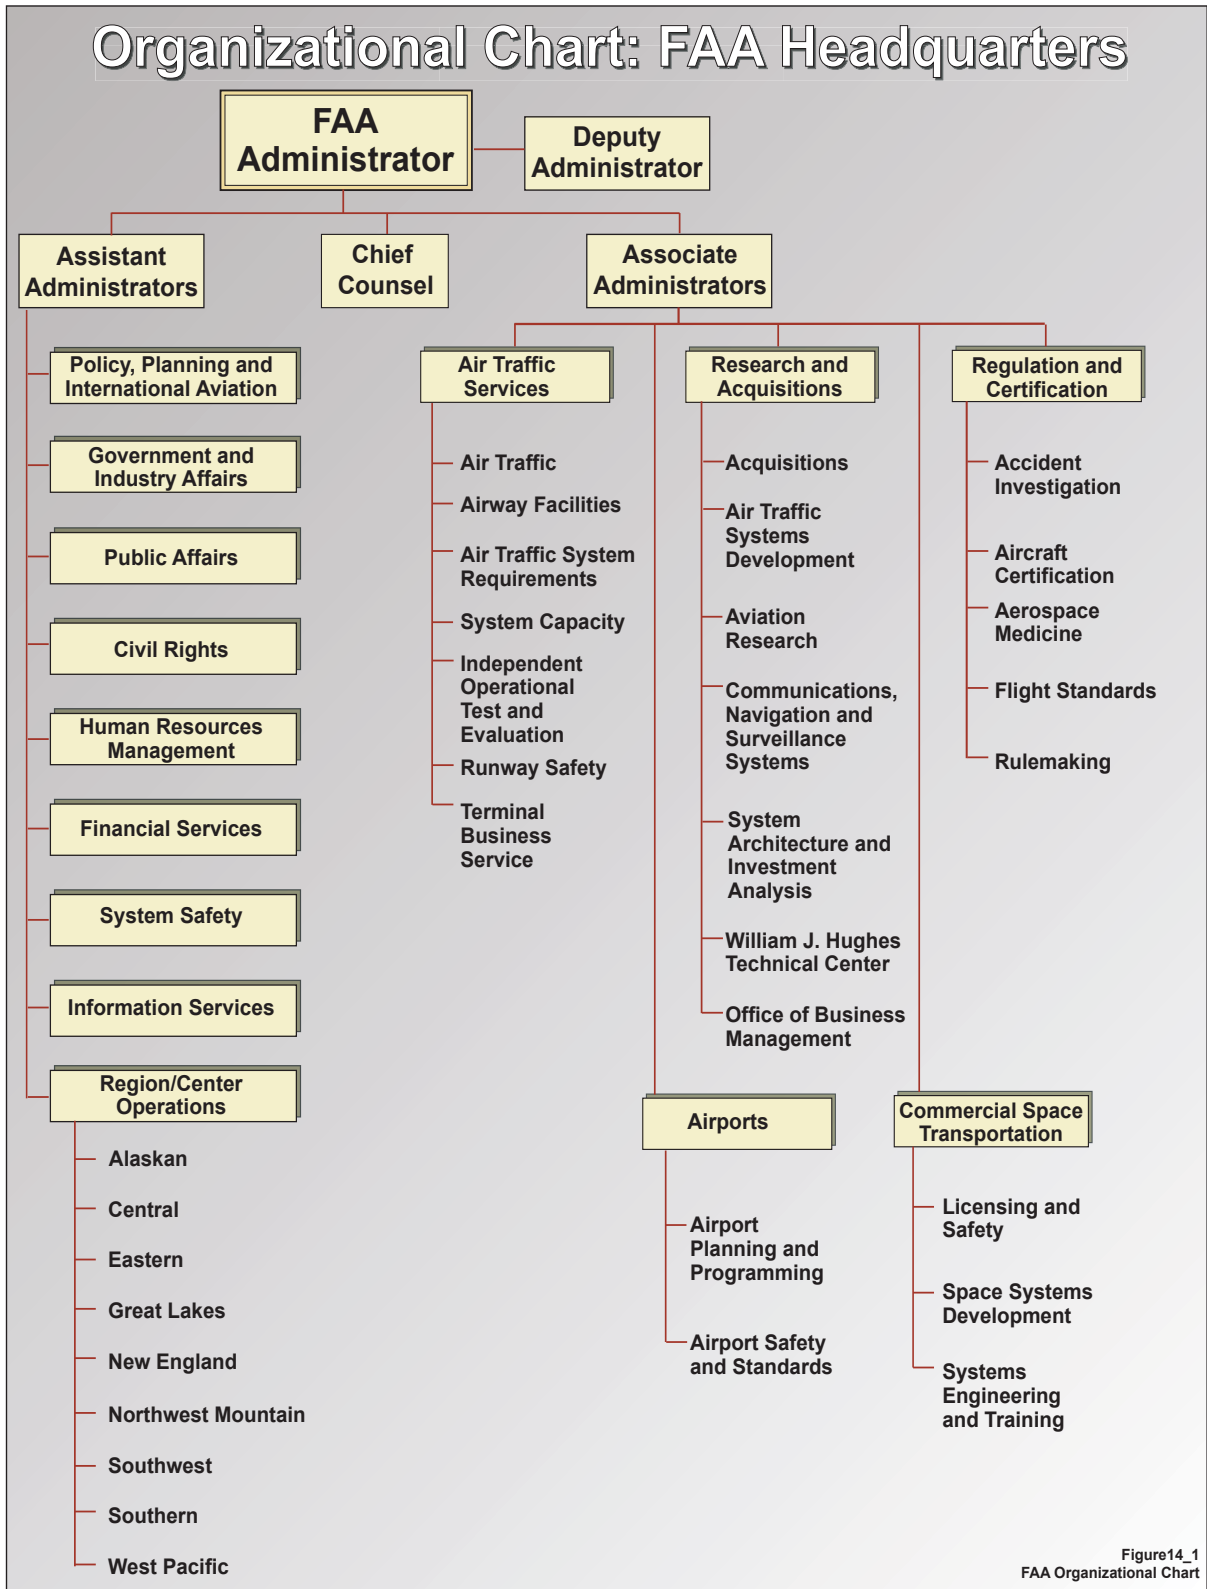 Organizational Chart: FAA Headquarters
FAA
Administrator
Deputy
Administrator
Assistant
Administrators
Chief
Counsel
Associate
Administrators
Policy, Planning and
International Aviation
Government and
Industry Affairs
Public Affairs
Civil Rights
Human Resources
Management
Financial Services
System Safety
Information Services
Region/Center
Operations
Alaskan
Central
Eastern
Great Lakes
New England
Northwest Mountain
Southwest
Southern
West Pacific
Air Traffic
Services
Air Traffic
Airway Facilities
Air Traffic System
Requirements
System Capacity
Independent
Operational
Test and
Evaluation
Runway Safety
Terminal
Business
Service
Research and
Acquisitions
Acquisitions
Air Traffic
Systems
Development
Aviation
Research
Communications,
Navigation and
Surveillance
Systems
System
Architecture and
Investment
Analysis
William J. Hughes
Technical Center
Office of Business
Management
Regulation and
Certification
Accident
Investigation
Aircraft
Certification
Aerospace
Medicine
Flight Standards
Rulemaking
Airports
Airport
Planning and
Programming
Airport Safety
and Standards
Commercial Space
Transportation
Licensing and
Safety
Space Systems
Development
Systems
Engineering
and Training
Figure14_1
FAA Organizational Chart